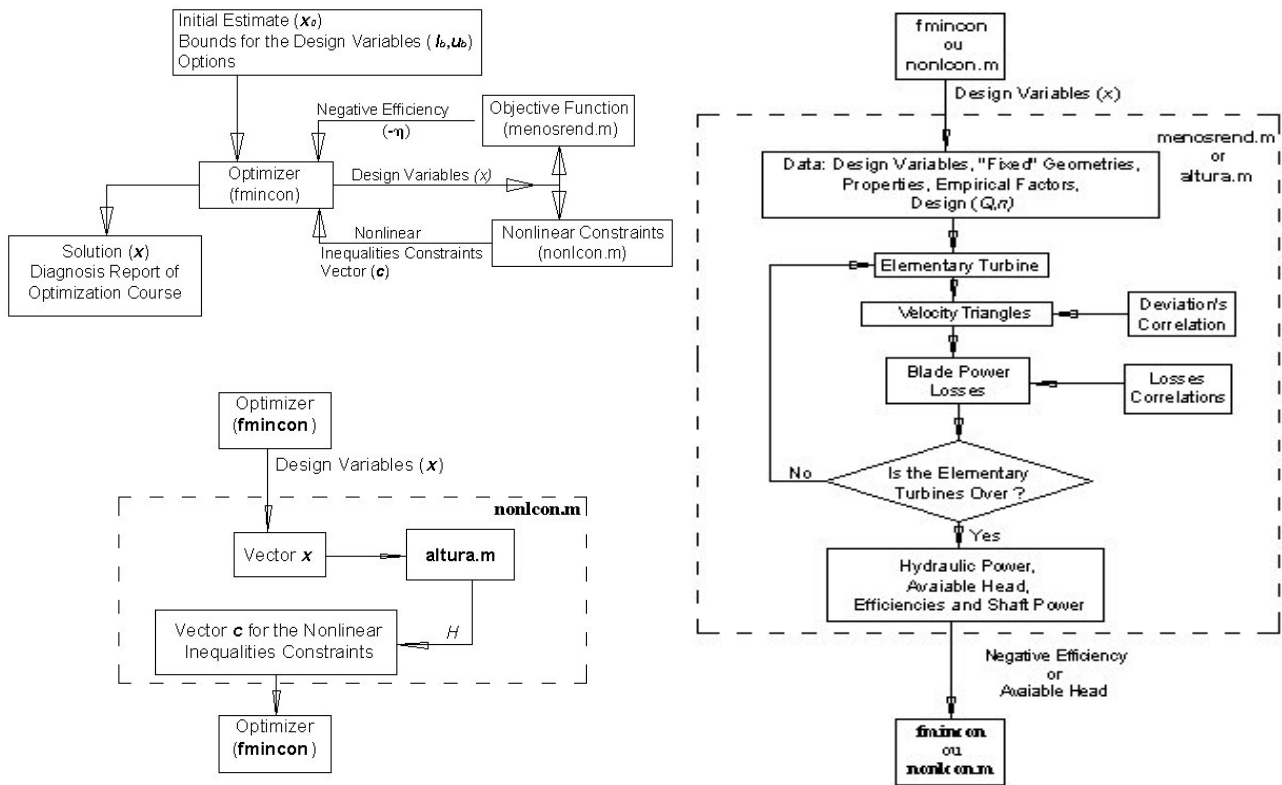 Initial Estimate (x₀)
Bounds for the Design Variables (l_b,u_b)
Options
Negative Efficiency
(-η)
Objective Function
(menosrend.m)
Optimizer
(fmincon)
Design Variables (x)
Nonlinear
Inequalities Constraints
Vector (c)
Nonlinear Constraints
(nonlcon.m)
Solution (x)
Diagnosis Report of
Optimization Course
Optimizer
(fmincon )
Design Variables (x)
nonlcon.m
Vector x
altura.m
H
Vector c for the Nonlinear
Inequalities Constraints
Optimizer
(fmincon)
fmincon
ou
nonlcon.m
Design Variables (x)
menosrend.m
or
altura.m
Data: Design Variables, "Fixed" Geometries,
Properties, Empirical Factors,
Design (Q,n)
Elementary Turbine
Velocity Triangles
Deviation's
Correlation
Blade Power
Losses
Losses
Correlations
No
Is the Elementary
Turbines Over ?
Yes
Hydraulic Power,
Avaiable Head,
Efficiencies and Shaft Power
Negative Efficiency
or
Avaiable Head
fmincon
ou
nonlcon.m